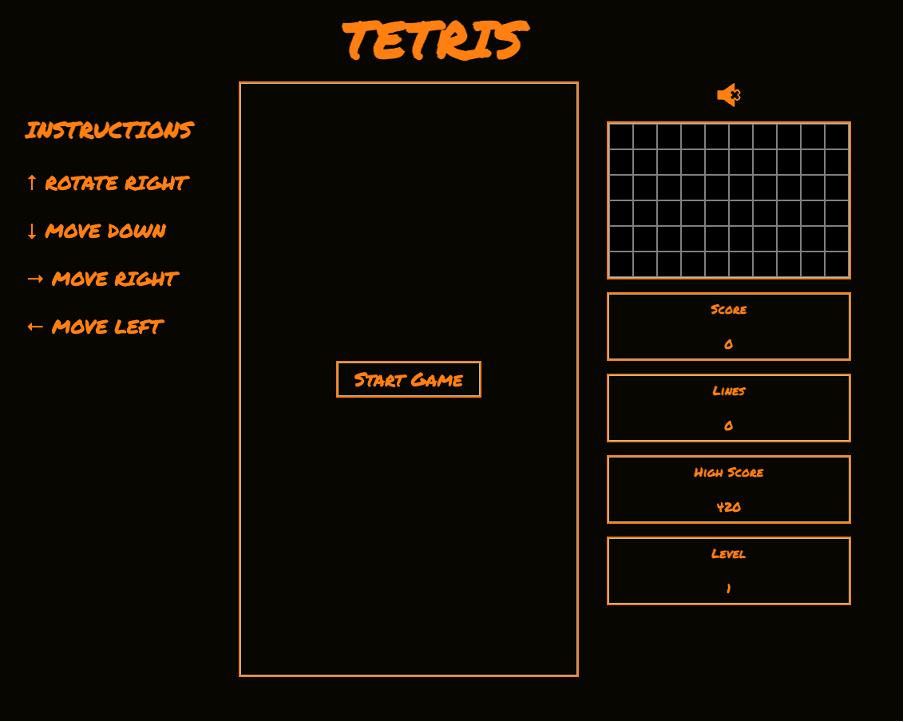 TETRIS
INSTRUCTIONS
↑ ROTATE RIGHT
↓ MOVE DOWN
→ MOVE RIGHT
← MOVE LEFT
START GAME
SCORE
0
LINES
0
HIGH SCORE
420
LEVEL
1